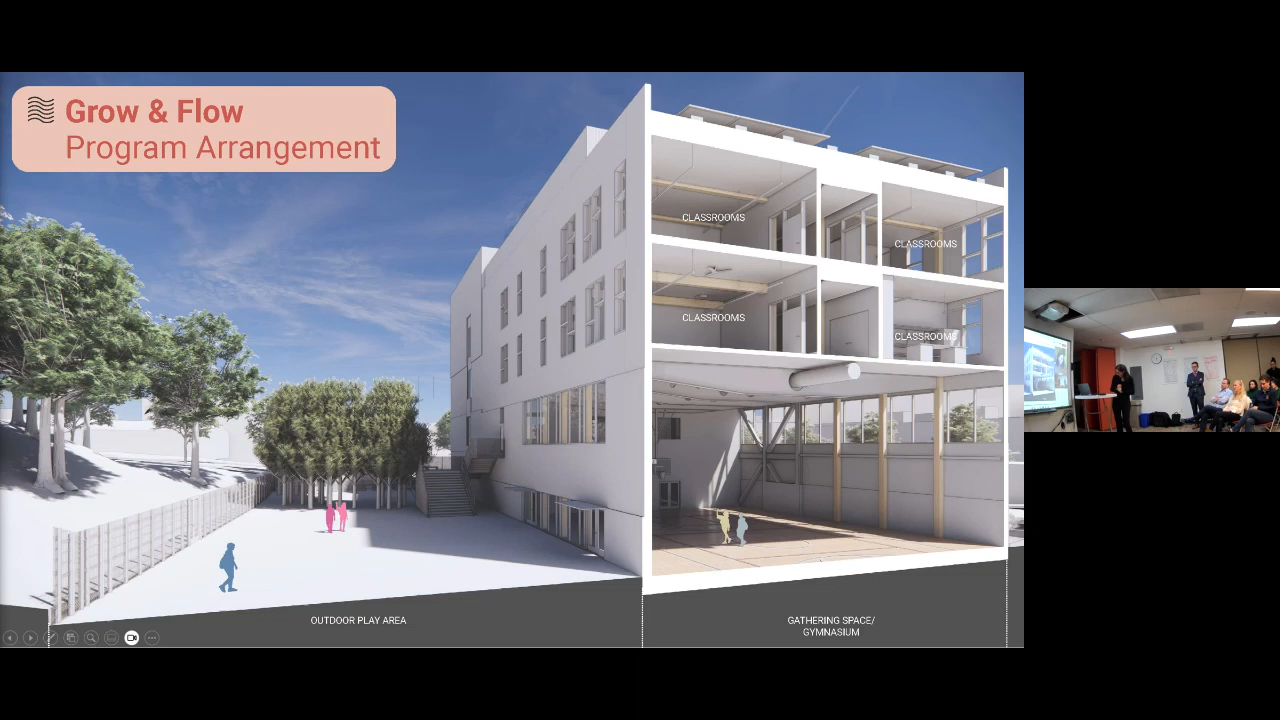 Grow & Flow
Program Arrangement
CLASSROOMS
CLASSROOMS
CLASSROOMS
CLASSROOMS
OUTDOOR PLAY AREA
GATHERING SPACE/
GYMNASIUM